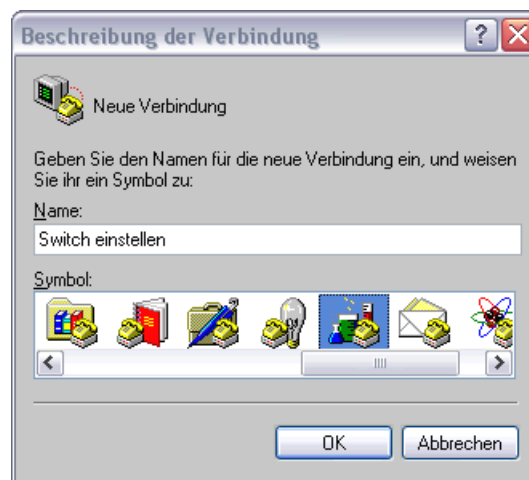 Beschreibung der Verbindung
Neue Verbindung
Geben Sie den Namen für die neue Verbindung ein, und weisen
Sie ihr ein Symbol zu:
Name:
Switch einstellen
Symbol:
OK
Abbrechen